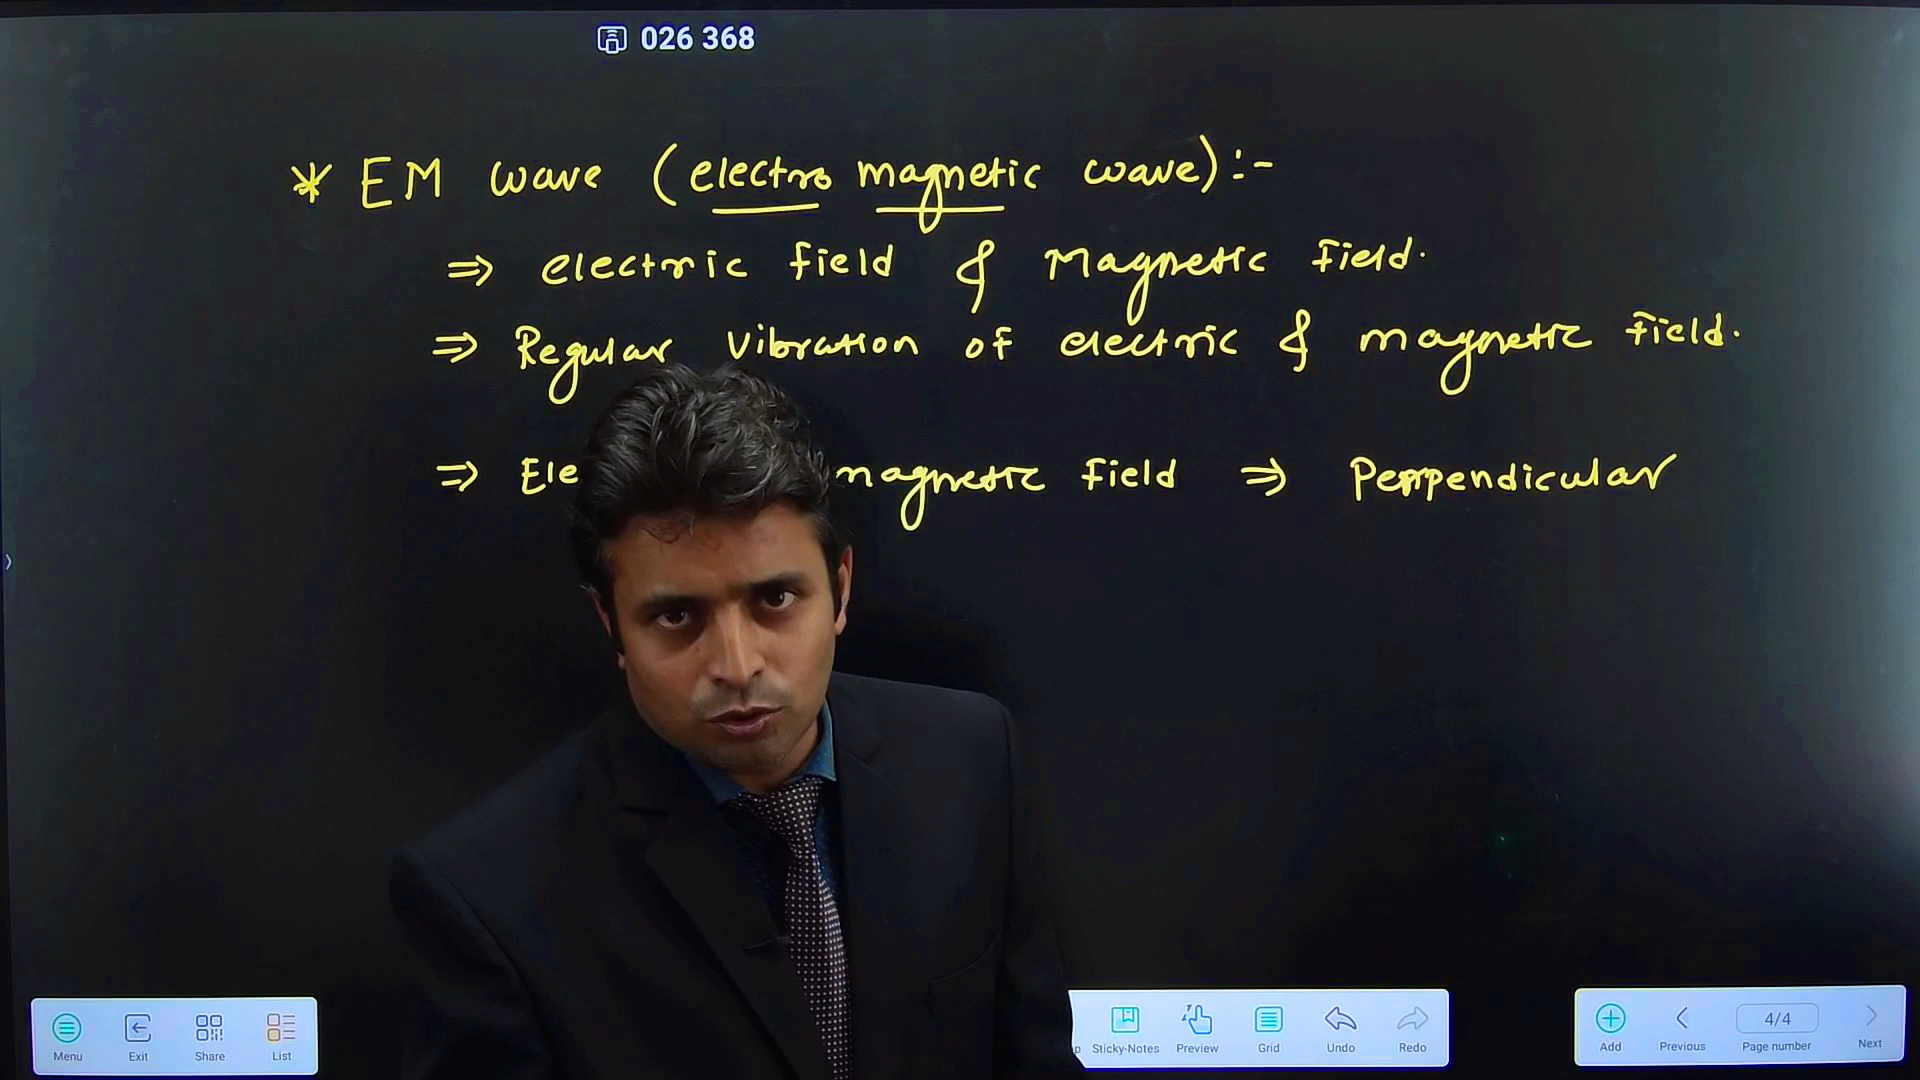 026 368
* EM wave (electro magnetic wave):-
⇒ electric field & Magnetic field.
⇒ Regular vibration of electric & magnetic field.
⇒ Ele magnetic field ⇒ Perpendicular
Menu Exit Share List Sticky-Notes Preview Grid Undo Redo Add Previous 4/4 Page number Next